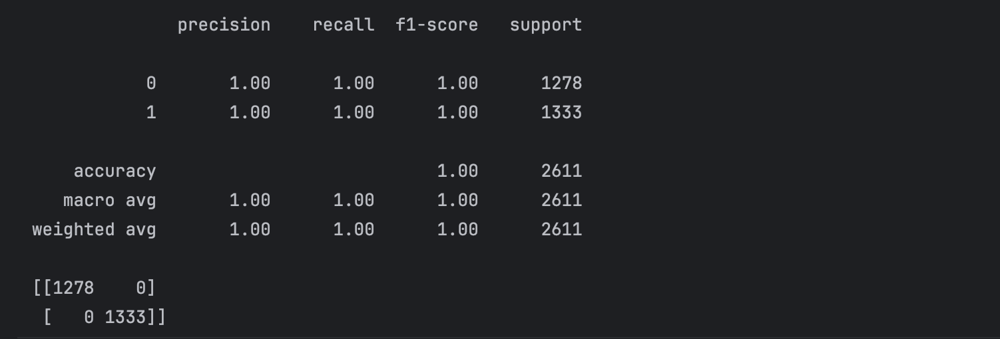 precision    recall  f1-score   support
0       1.00      1.00      1.00      1278
1       1.00      1.00      1.00      1333
accuracy                           1.00      2611
macro avg       1.00      1.00      1.00      2611
weighted avg       1.00      1.00      1.00      2611
[[1278    0]
[   0 1333]]